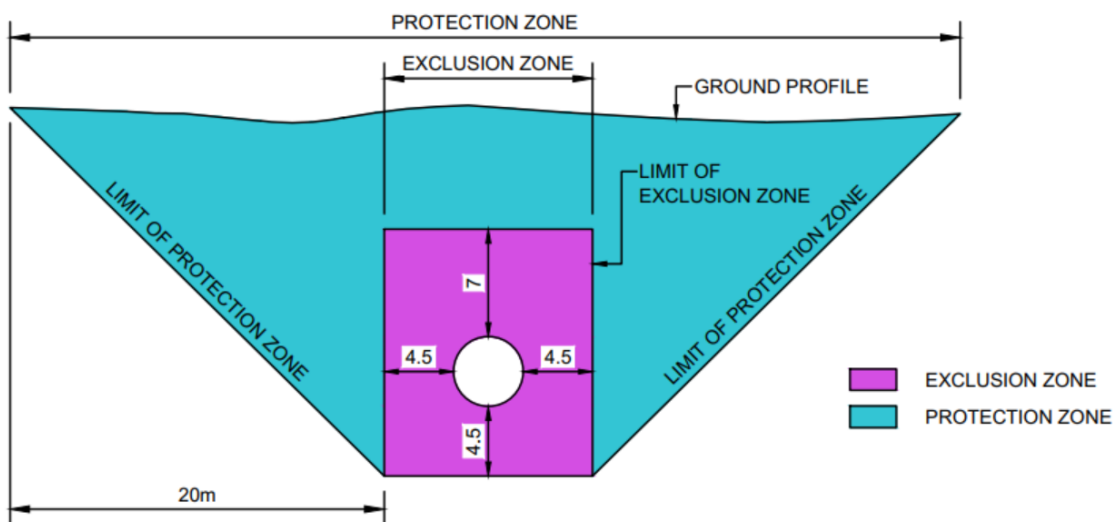 PROTECTION ZONE
EXCLUSION ZONE
GROUND PROFILE
LIMIT OF
EXCLUSION ZONE
LIMIT OF PROTECTION ZONE
LIMIT OF PROTECTION ZONE
7
4.5
4.5
4.5
EXCLUSION ZONE
PROTECTION ZONE
20m